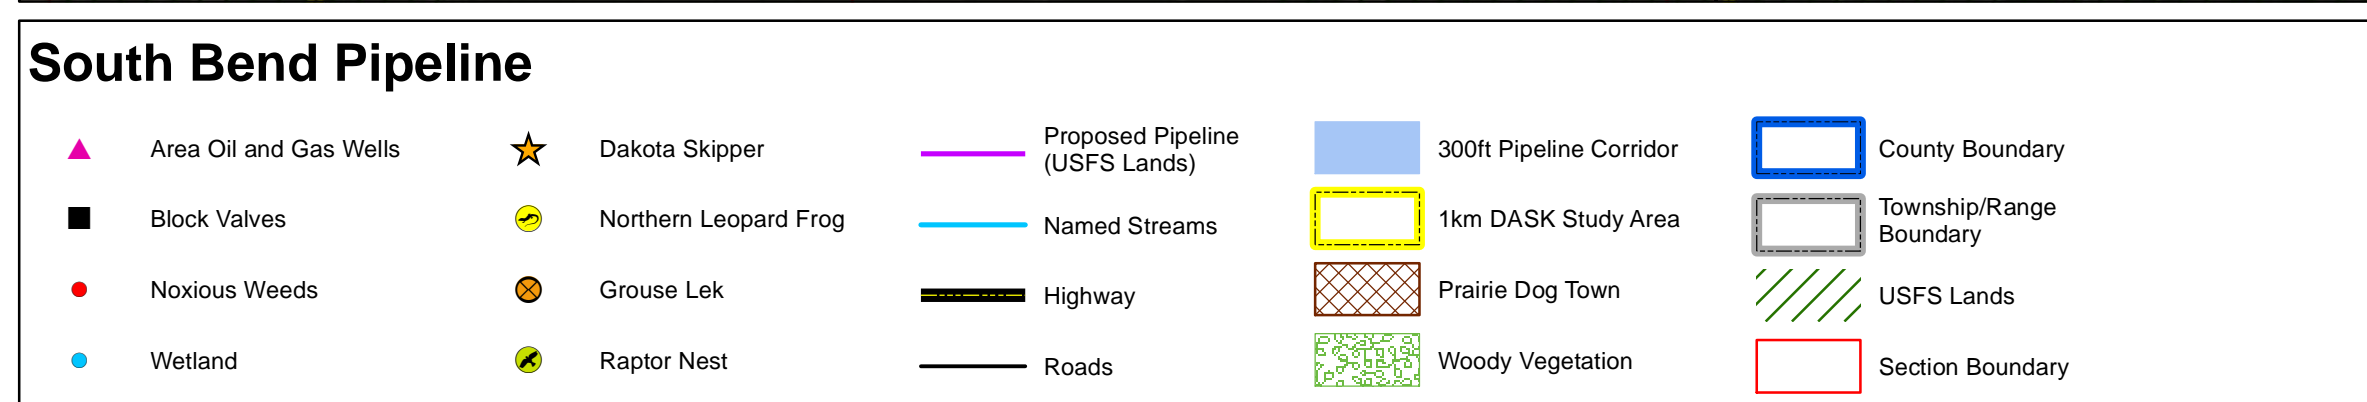 South Bend Pipeline
Area Oil and Gas Wells
Block Valves
Noxious Weeds
Wetland
Dakota Skipper
Northern Leopard Frog
Grouse Lek
Raptor Nest
Proposed Pipeline
(USFS Lands)
Named Streams
Highway
Roads
300ft Pipeline Corridor
1km DASK Study Area
Prairie Dog Town
Woody Vegetation
County Boundary
Township/Range
Boundary
USFS Lands
Section Boundary